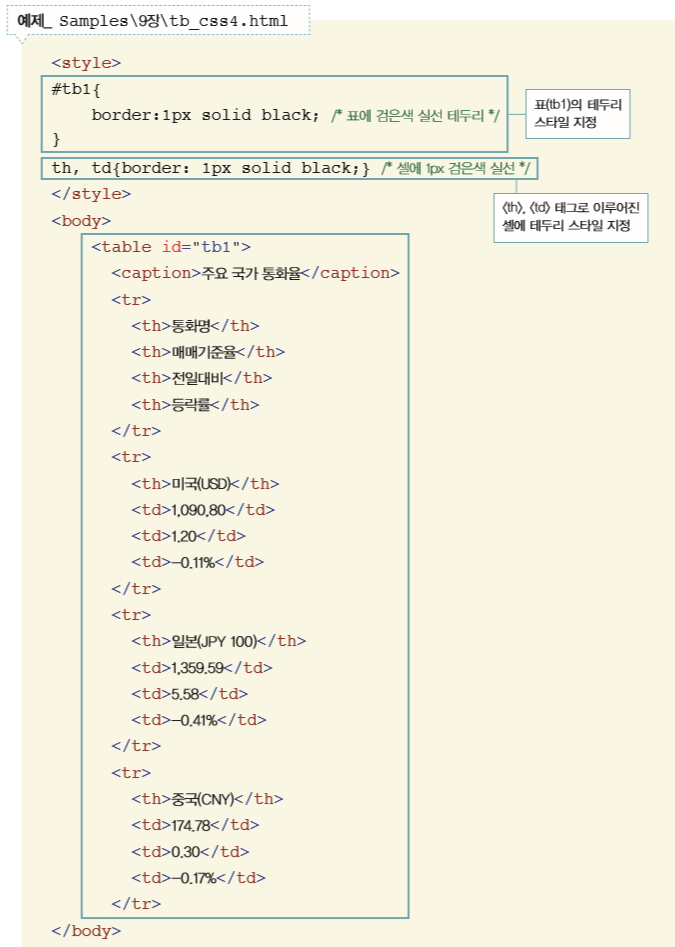 예제_ Samples\9장\tb_css4.html
<style>
#tb1{
border:1px solid black; /* 표에 검은색 실선 테두리 */
}
표(tb1)의 테두리
스타일 지정
th, td{border: 1px solid black;} /* 셀에 1px 검은색 실선 */
</style>
<body>
〈th〉, 〈td〉 태그로 이루어진
셀에 테두리 스타일 지정
<table id="tb1">
<caption>주요 국가 통화율</caption>
<tr>
<th>통화명</th>
<th>매매기준율</th>
<th>전일대비</th>
<th>등락률</th>
</tr>
<tr>
<th>미국(USD)</th>
<td>1,090.80</td>
<td>1.20</td>
<td>-0.11%</td>
</tr>
<tr>
<th>일본(JPY 100)</th>
<td>1,359.59</td>
<td>5.58</td>
<td>-0.41%</td>
</tr>
<tr>
<th>중국(CNY)</th>
<td>174.78</td>
<td>0.30</td>
<td>-0.17%</td>
</tr>
</body>